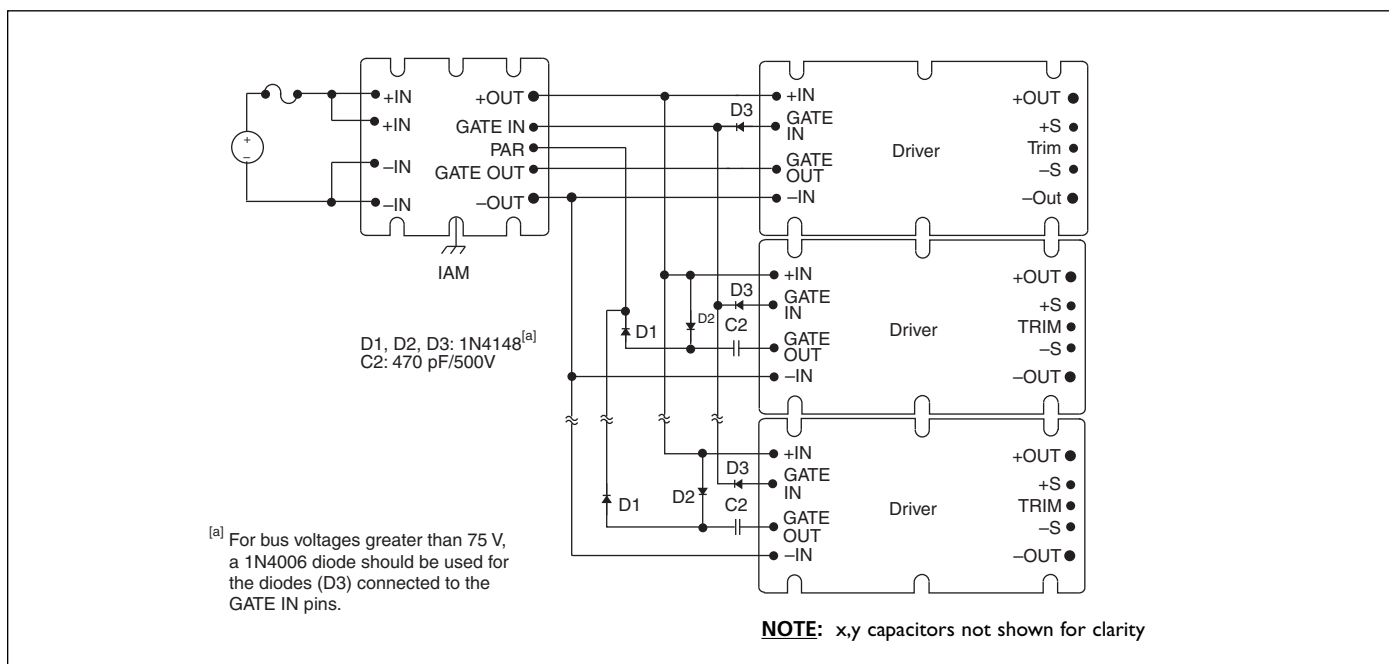 +IN
+IN
–IN
–IN
+OUT
GATE IN
PAR
GATE OUT
–OUT
+
–
IAM
D3
+IN
GATE
IN
GATE
OUT
–IN
Driver
+OUT
+S
Trim
–S
–Out
D1
D2
D3
C2
+IN
GATE
IN
GATE
OUT
–IN
Driver
+OUT
+S
TRIM
–S
–OUT
D1, D2, D3: 1N4148[a]
C2: 470 pF/500V
D1
D2
D3
C2
+IN
GATE
IN
GATE
OUT
–IN
Driver
+OUT
+S
TRIM
–S
–OUT
[a] For bus voltages greater than 75 V,
a 1N4006 diode should be used for
the diodes (D3) connected to the
GATE IN pins.
NOTE: x,y capacitors not shown for clarity